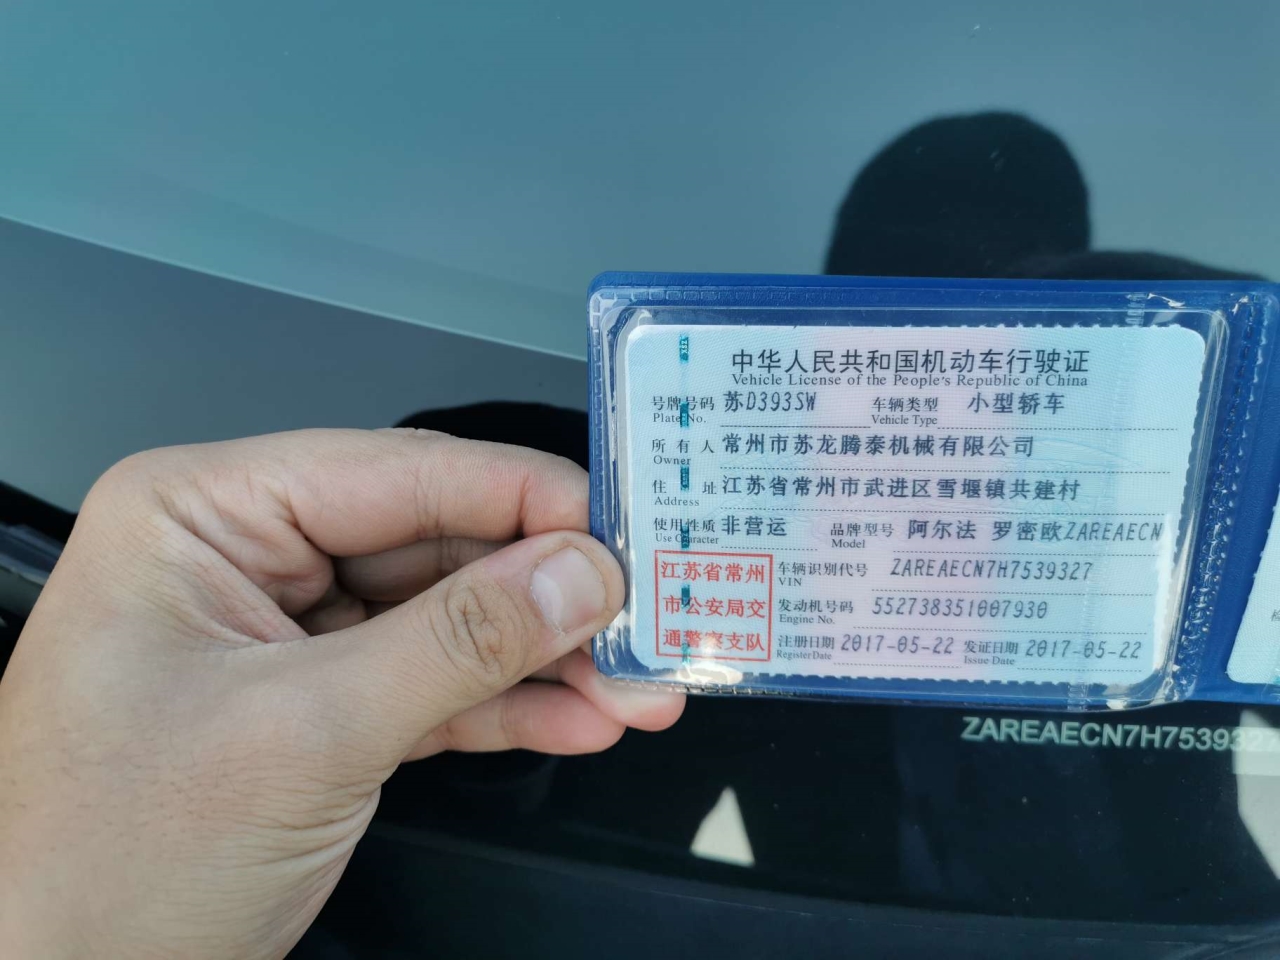 中华人民共和国机动车行驶证
Vehicle License of the People's Republic of China
号牌号码 苏D393SW 车辆类型 小型轿车
Plate No. Vehicle Type
所有人 常州市苏龙腾泰机械有限公司
Owner
住址 江苏省常州市武进区雪堰镇共建村
Address
使用性质 非营运 品牌型号 阿尔法 罗密欧ZAREAECN
Use Character Model
江苏省常州
市公安局交
通警察支队
车辆识别代号 ZAREAECN7H7539327
VIN
发动机号码 552738351007930
Engine No.
注册日期 2017-05-22 发证日期 2017-05-22
Register Date Issue Date
ZAREAECN7H7539327